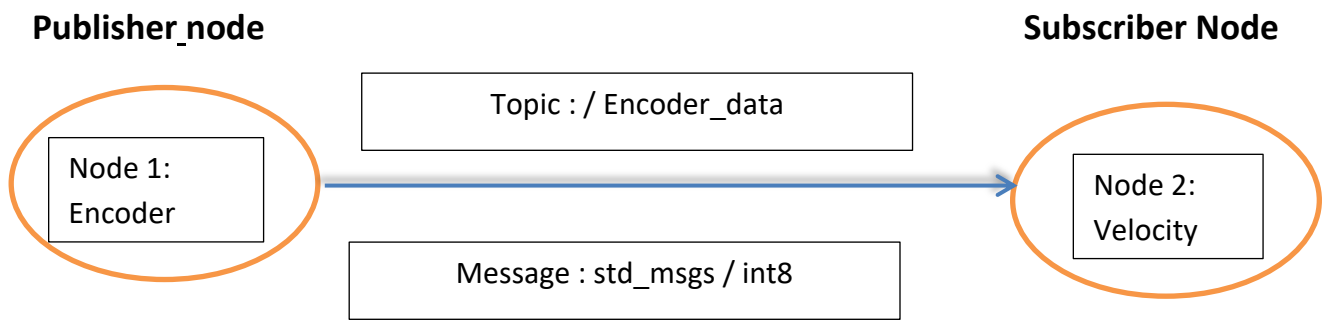 Publisher_node
Subscriber Node
Topic : / Encoder_data
Node 1:
Encoder
Node 2:
Velocity
Message : std_msgs / int8